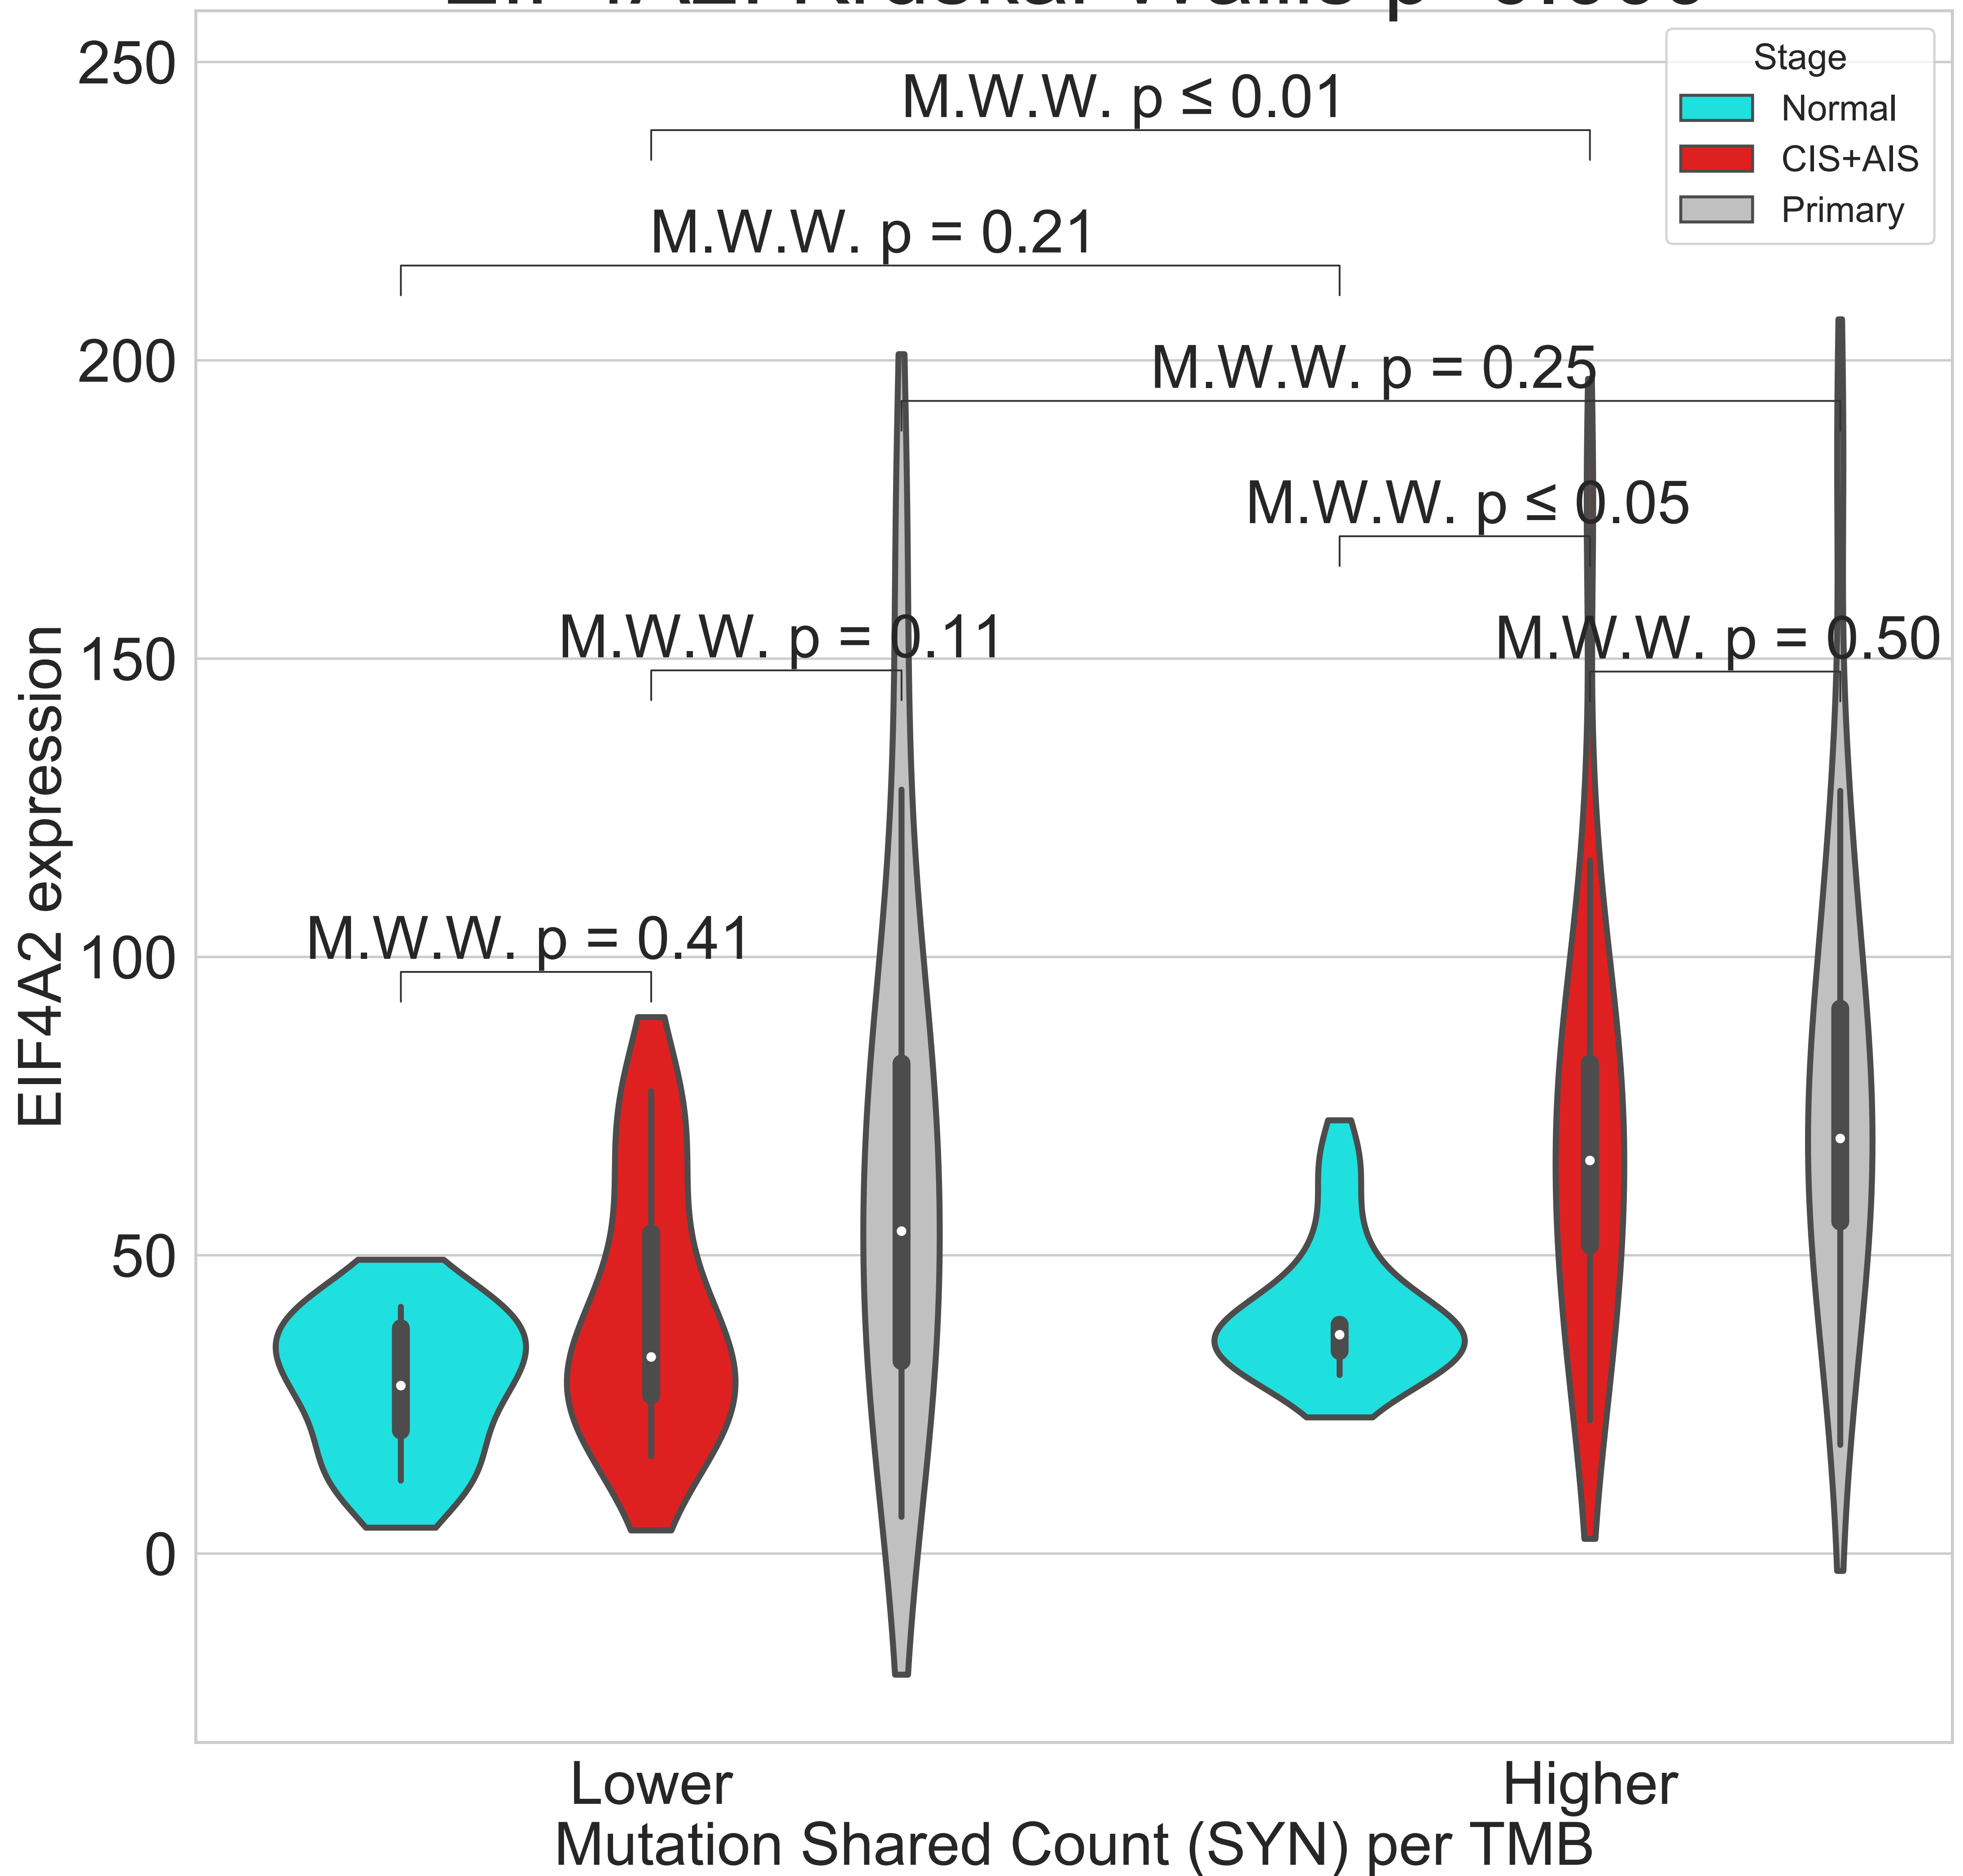 250
M.W.W. p ≤ 0.01
Stage
Normal
CIS+AIS
Primary
M.W.W. p = 0.21
200
M.W.W. p = 0.25
M.W.W. p ≤ 0.05
150
M.W.W. p = 0.11
M.W.W. p = 0.50
EIF4A2 expression
100
M.W.W. p = 0.41
50
0
Lower
Higher
Mutation Shared Count (SYN) per TMB